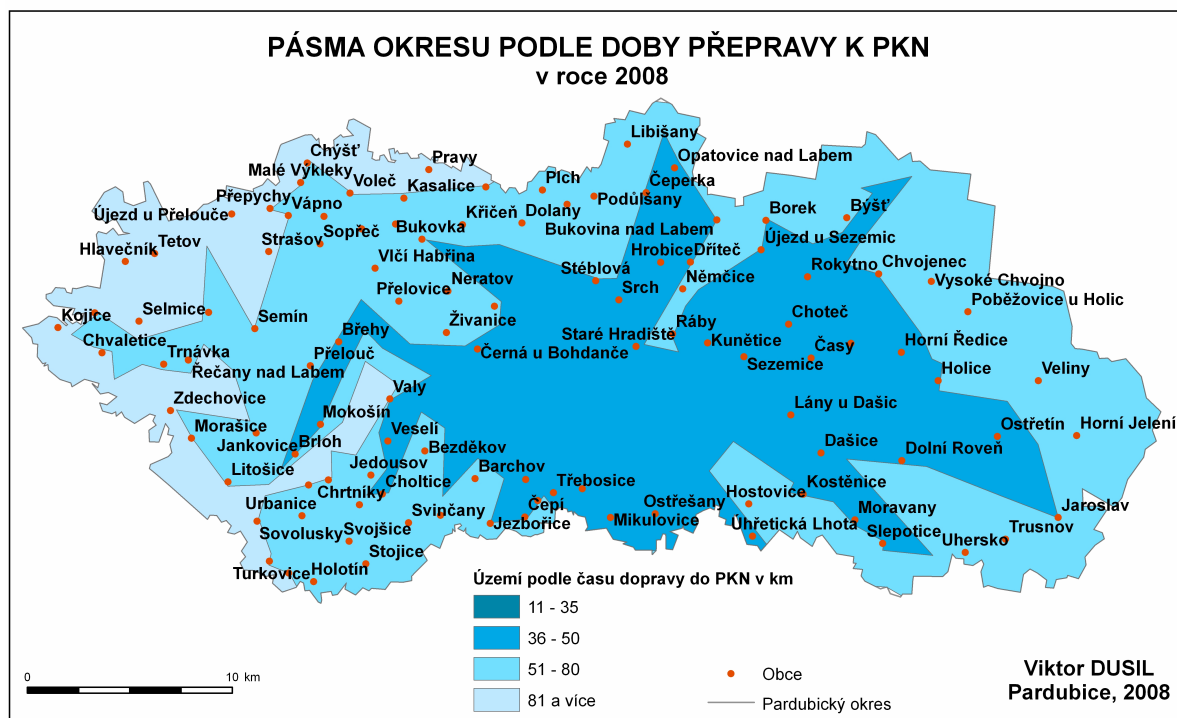 PÁSMA OKRESU PODLE DOBY PŘEPRAVY K PKN
v roce 2008
Libišany
Chýšť
Pravy
Opatovice nad Labem
Malé Výkleky
Voleč
Kasalice
Plch
Čeperka
Přepychy
Vápno
Podůlšany
Újezd u Přelouče
Křičeň
Dolany
Borek
Býšť
Sopřeč
Bukovka
Bukovina nad Labem
Hlavečník
Tetov
Strašov
Újezd u Sezemic
Vlčí Habřina
Hrobice
Dříteč
Stéblová
Němčice
Rokytno
Chvojenec
Vysoké Chvojno
Neratov
Přelovice
Srch
Poběžovice u Holic
Kojice
Selmice
Semín
Břehy
Živanice
Staré Hradiště
Ráby
Choteč
Chvaletice
Trnávka
Řečany nad Labem
Přelouč
Černá u Bohdanče
Kunětice
Sezemice
Časy
Horní Ředice
Holice
Veliny
Zdechovice
Valy
Mokošín
Lány u Dašic
Morašice
Jankovice
Brloh
Veselí
Bezděkov
Dašice
Dolní Roveň
Ostřetín
Horní Jelení
Litošice
Jedousov
Choltice
Barchov
Třebosice
Urbanice
Chrtníky
Čepí
Ostřešany
Hostovice
Kostěnice
Jaroslav
Sovolusky
Svojšice
Svinčany
Jezbořice
Mikulovice
Úhřetická Lhota
Moravany
Slepotice
Uhersko
Trusnov
Turkovice
Holotín
Stojice
Území podle času dopravy do PKN v km
11 - 35
36 - 50
51 - 80
81 a více
Obce
Pardubický okres
0
10 km
Viktor DUSIL
Pardubice, 2008